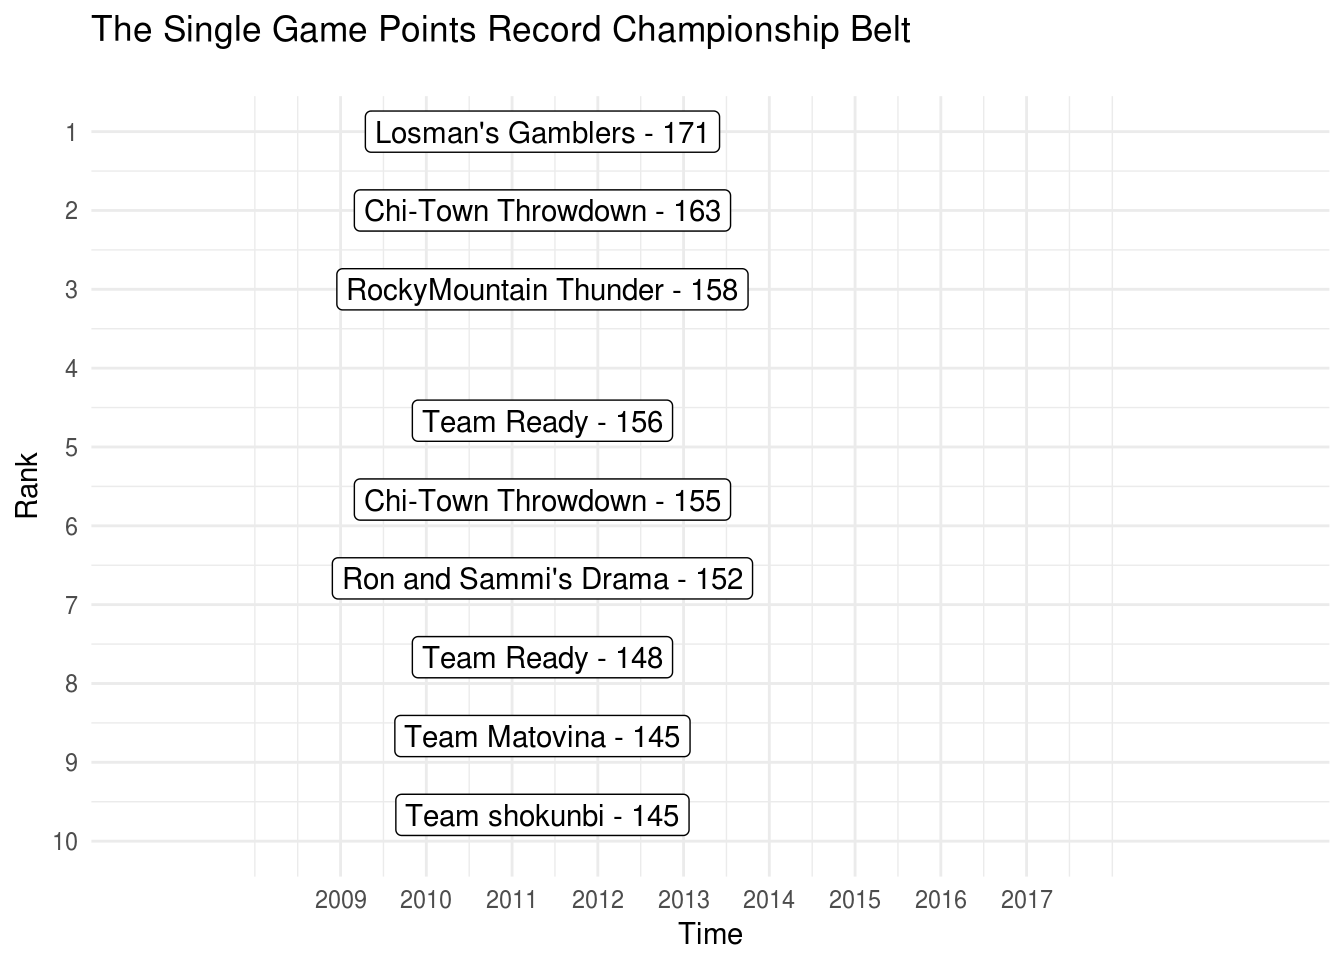 The Single Game Points Record Championship Belt
1
Losman's Gamblers - 171
2
Chi-Town Throwdown - 163
3
RockyMountain Thunder - 158
4
Team Ready - 156
5
Chi-Town Throwdown - 155
6
Ron and Sammi's Drama - 152
7
Team Ready - 148
8
Team Matovina - 145
9
Team shokunbi - 145
10
Rank
2009 2010 2011 2012 2013 2014 2015 2016 2017
Time